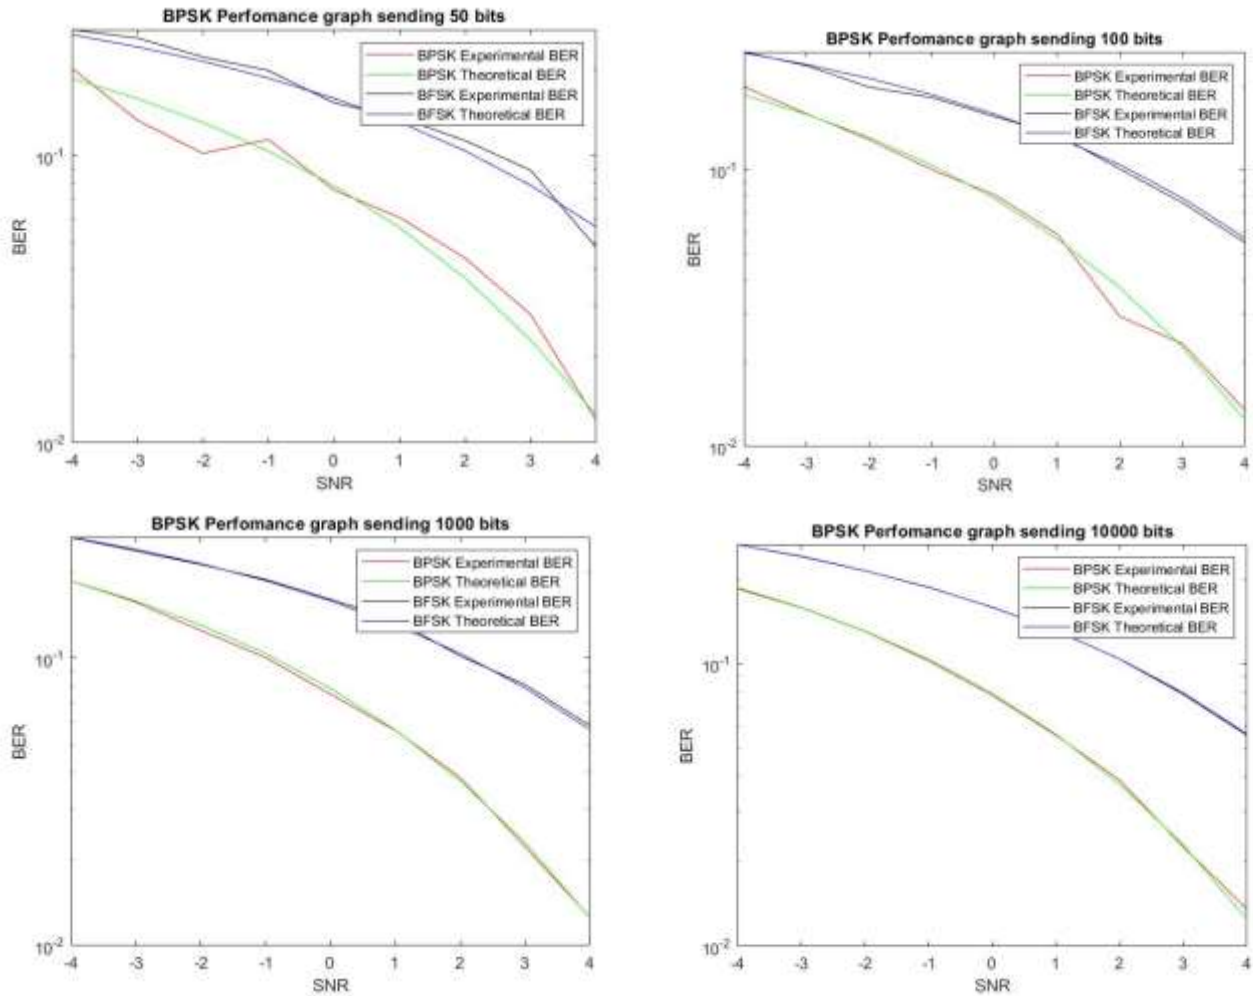 BPSK Perfomance graph sending 50 bits
BPSK Experimental BER
BPSK Theoretical BER
BFSK Experimental BER
BFSK Theoretical BER
10-1
10-2
BER
-4 -3 -2 -1 0 1 2 3 4
SNR
BPSK Perfomance graph sending 100 bits
BPSK Experimental BER
BPSK Theoretical BER
BFSK Experimental BER
BFSK Theoretical BER
10-1
10-2
BER
-4 -3 -2 -1 0 1 2 3 4
SNR
BPSK Perfomance graph sending 1000 bits
BPSK Experimental BER
BPSK Theoretical BER
BFSK Experimental BER
BFSK Theoretical BER
10-1
10-2
BER
-4 -3 -2 -1 0 1 2 3 4
SNR
BPSK Perfomance graph sending 10000 bits
BPSK Experimental BER
BPSK Theoretical BER
BFSK Experimental BER
BFSK Theoretical BER
10-1
10-2
BER
-4 -3 -2 -1 0 1 2 3 4
SNR